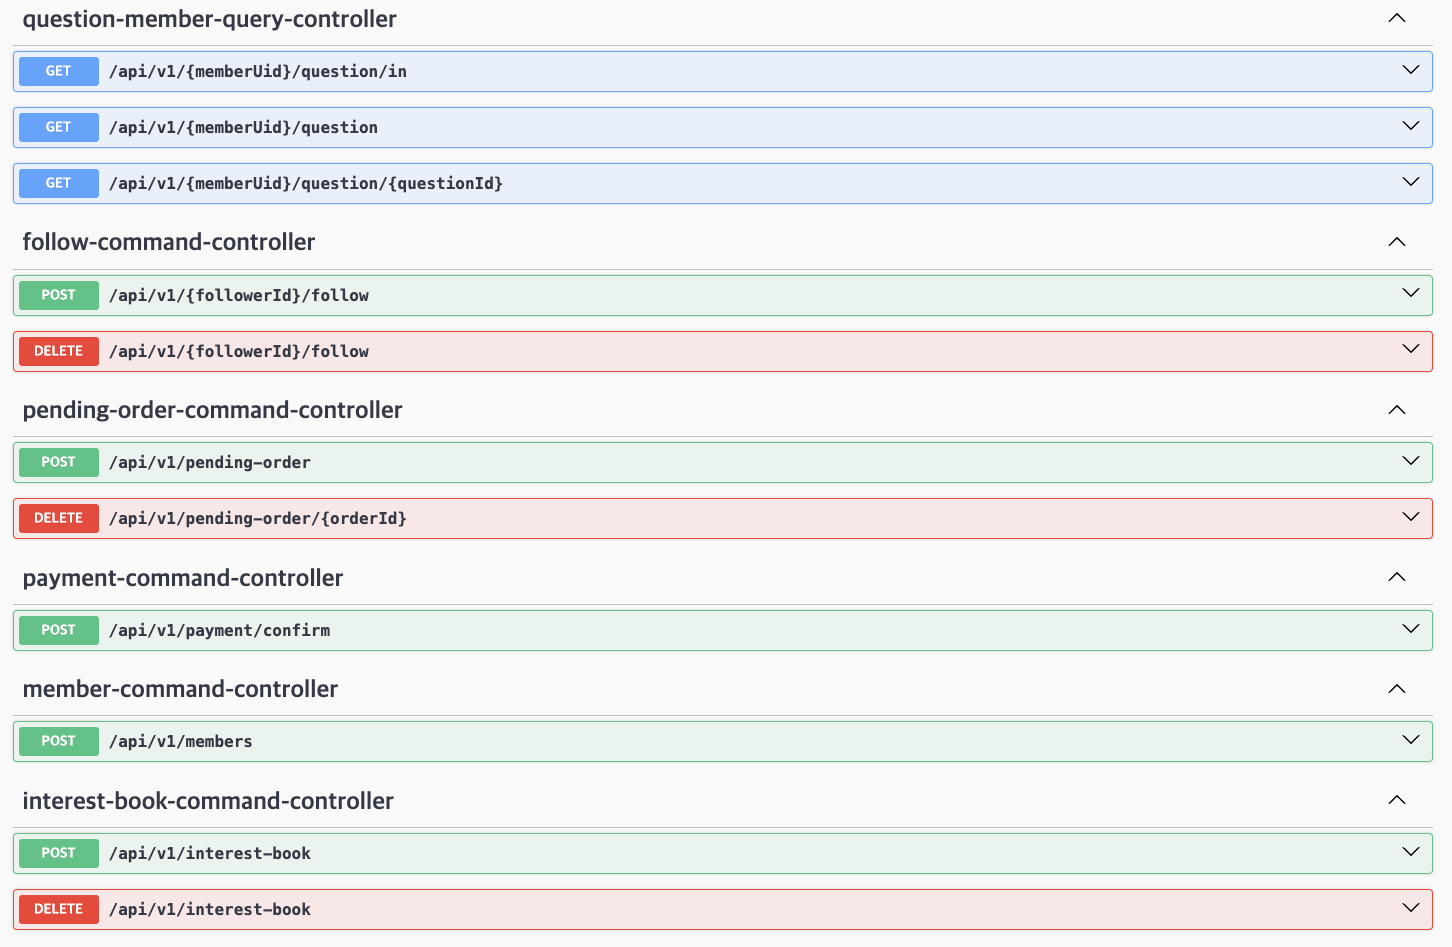 question-member-query-controller
GET /api/v1/{memberUid}/question/in
GET /api/v1/{memberUid}/question
GET /api/v1/{memberUid}/question/{questionId}
follow-command-controller
POST /api/v1/{followerId}/follow
DELETE /api/v1/{followerId}/follow
pending-order-command-controller
POST /api/v1/pending-order
DELETE /api/v1/pending-order/{orderId}
payment-command-controller
POST /api/v1/payment/confirm
member-command-controller
POST /api/v1/members
interest-book-command-controller
POST /api/v1/interest-book
DELETE /api/v1/interest-book